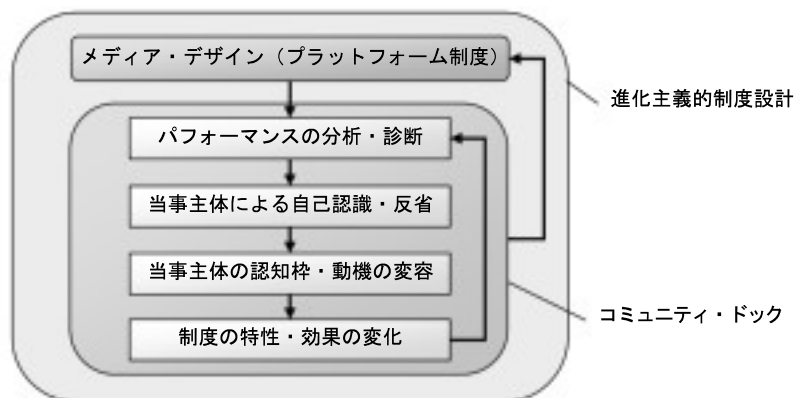 メディア・デザイン（プラットフォーム制度）
進化主義的制度設計
パフォーマンスの分析・診断
当事主体による自己認識・反省
当事主体の認知枠・動機の変容
コミュニティ・ドック
制度の特性・効果の変化